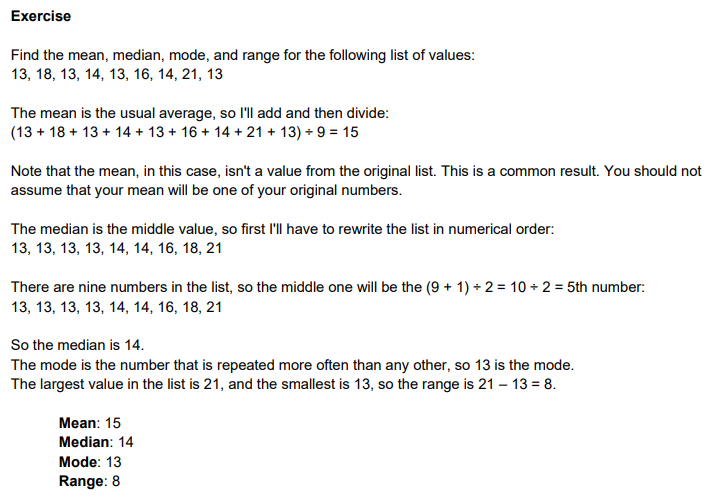 Exercise
Find the mean, median, mode, and range for the following list of values:
13, 18, 13, 14, 13, 16, 14, 21, 13
The mean is the usual average, so I'll add and then divide:
(13 + 18 + 13 + 14 + 13 + 16 + 14 + 21 + 13) ÷ 9 = 15
Note that the mean, in this case, isn't a value from the original list. This is a common result. You should not
assume that your mean will be one of your original numbers.
The median is the middle value, so first I'll have to rewrite the list in numerical order:
13, 13, 13, 13, 14, 14, 16, 18, 21
There are nine numbers in the list, so the middle one will be the (9 + 1) ÷ 2 = 10 ÷ 2 = 5th number:
13, 13, 13, 13, 14, 14, 16, 18, 21
So the median is 14.
The mode is the number that is repeated more often than any other, so 13 is the mode.
The largest value in the list is 21, and the smallest is 13, so the range is 21 – 13 = 8.
Mean: 15
Median: 14
Mode: 13
Range: 8